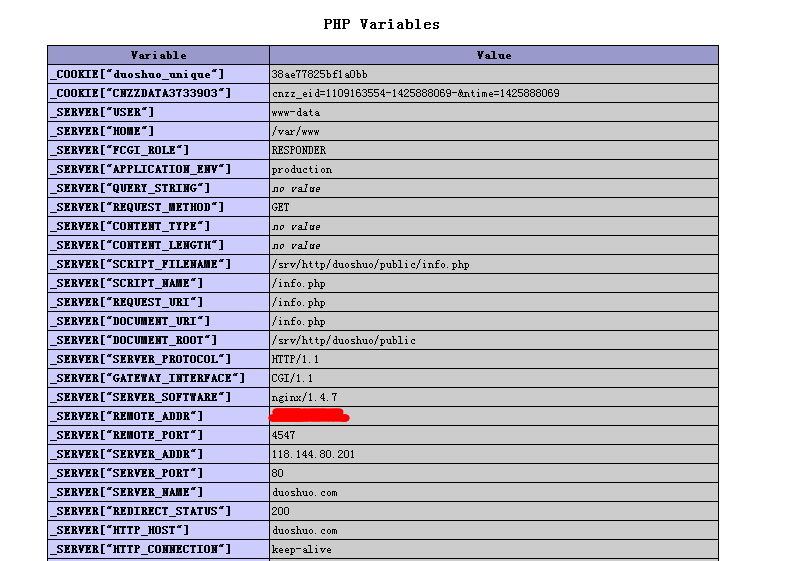 PHP Variables
Variable Value
_COOKIE["duoshuo_unique"] 38ae77825bf1a0bb
_COOKIE["CNZZDATA3733903"] cnzz_eid=1109163554-1425888069-&ntime=1425888069
_SERVER["USER"] www-data
_SERVER["HOME"] /var/www
_SERVER["FCGI_ROLE"] RESPONDER
_SERVER["APPLICATION_ENV"] production
_SERVER["QUERY_STRING"] no value
_SERVER["REQUEST_METHOD"] GET
_SERVER["CONTENT_TYPE"] no value
_SERVER["CONTENT_LENGTH"] no value
_SERVER["SCRIPT_FILENAME"] /srv/http/duoshuo/public/info.php
_SERVER["SCRIPT_NAME"] /info.php
_SERVER["REQUEST_URI"] /info.php
_SERVER["DOCUMENT_URI"] /info.php
_SERVER["DOCUMENT_ROOT"] /srv/http/duoshuo/public
_SERVER["SERVER_PROTOCOL"] HTTP/1.1
_SERVER["GATEWAY_INTERFACE"] CGI/1.1
_SERVER["SERVER_SOFTWARE"] nginx/1.4.7
_SERVER["REMOTE_ADDR"]
_SERVER["REMOTE_PORT"] 4547
_SERVER["SERVER_ADDR"] 118.144.80.201
_SERVER["SERVER_PORT"] 80
_SERVER["SERVER_NAME"] duoshuo.com
_SERVER["REDIRECT_STATUS"] 200
_SERVER["HTTP_HOST"] duoshuo.com
_SERVER["HTTP_CONNECTION"] keep-alive